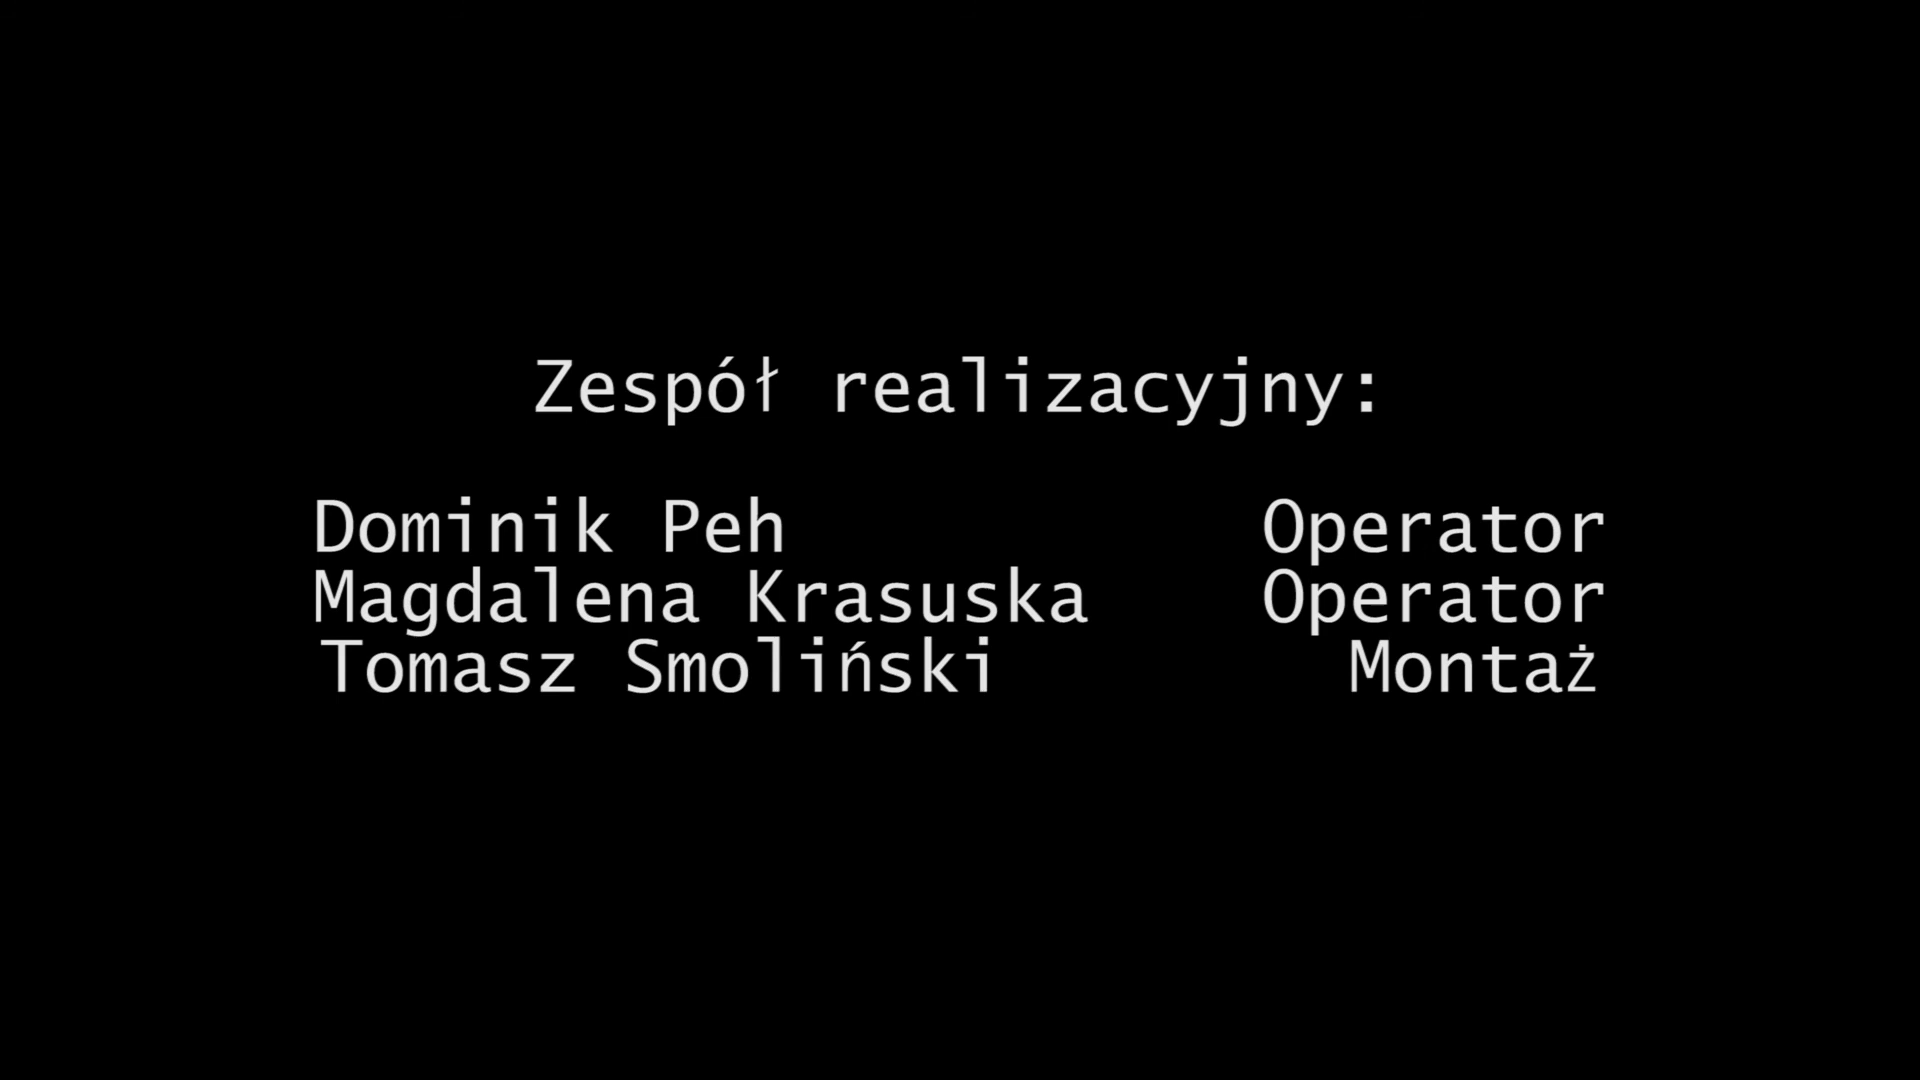 Zespół realizacyjny:
Dominik Peh Operator
Magdalena Krasuska Operator
Tomasz Smoliński Montaż